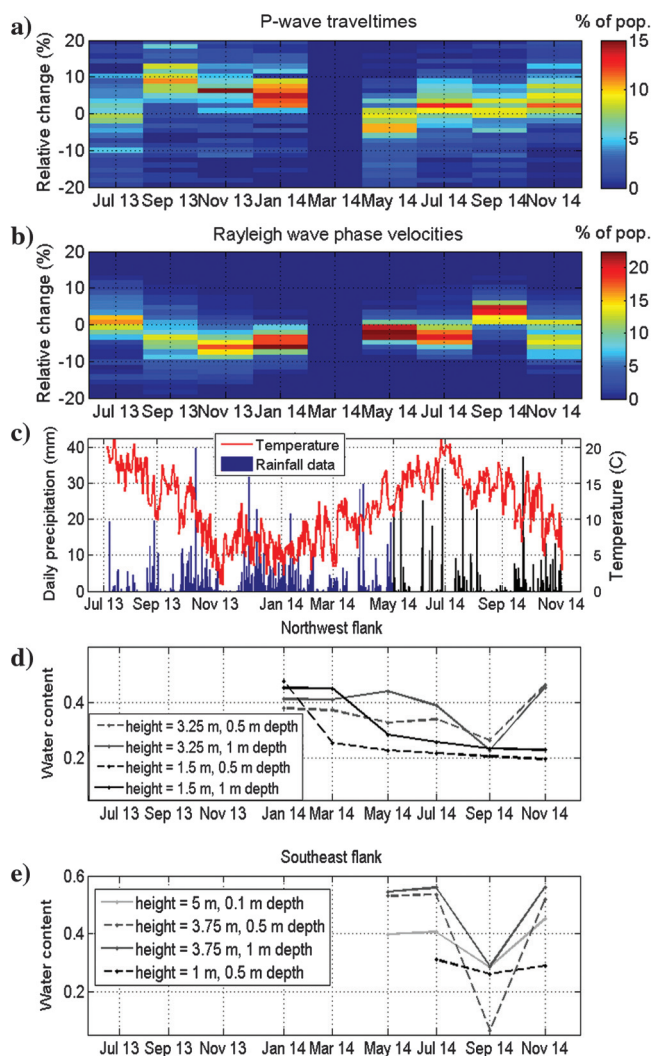 a) P-wave traveltimes % of pop.
Relative change (%)
20
10
0
-10
-20
15
10
5
0
Jul 13 Sep 13 Nov 13 Jan 14 Mar 14 May 14 Jul 14 Sep 14 Nov 14
b) Rayleigh wave phase velocities % of pop.
Relative change (%)
20
10
0
-10
-20
20
15
10
5
0
Jul 13 Sep 13 Nov 13 Jan 14 Mar 14 May 14 Jul 14 Sep 14 Nov 14
c)
Daily precipitation (mm)
40
30
20
10
0
Temperature
Rainfall data
20
15
10
5
0
Temperature (C)
Jul 13 Sep 13 Nov 13 Jan 14 Mar 14 May 14 Jul 14 Sep 14 Nov 14
Northwest flank
d)
Water content
0.4
0.2
height = 3.25 m, 0.5 m depth
height = 3.25 m, 1 m depth
height = 1.5 m, 0.5 m depth
height = 1.5 m, 1 m depth
Jul 13 Sep 13 Nov 13 Jan 14 Mar 14 May 14 Jul 14 Sep 14 Nov 14
Southeast flank
e)
Water content
0.6
0.4
0.2
height = 5 m, 0.1 m depth
height = 3.75 m, 0.5 m depth
height = 3.75 m, 1 m depth
height = 1 m, 0.5 m depth
Jul 13 Sep 13 Nov 13 Jan 14 Mar 14 May 14 Jul 14 Sep 14 Nov 14